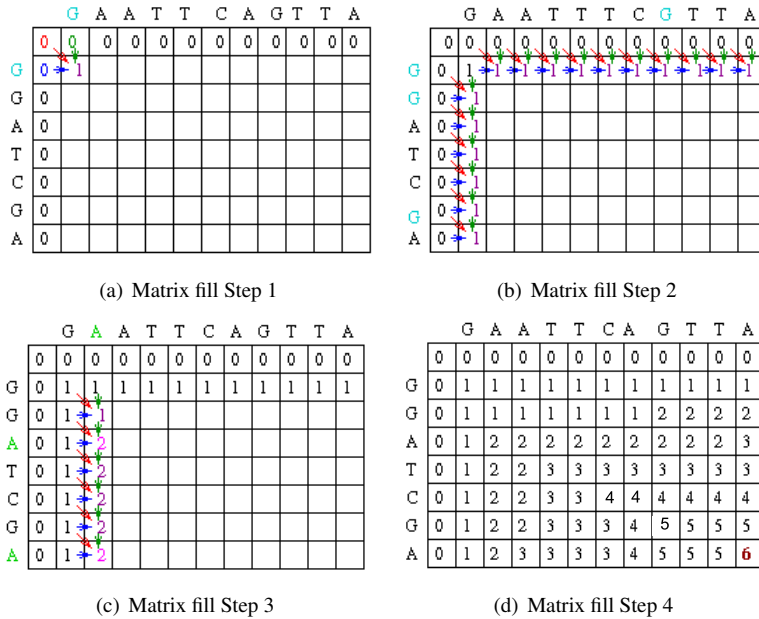 G A A T T C A G T T A
0 0 0 0 0 0 0 0 0 0 0 0
G 0 1
G 0
A 0
T 0
C 0
G 0
A 0
(a) Matrix fill Step 1
G A A T T T C G T T A
0 0 0 0 0 0 0 0 0 0 0 0
G 0 1 1 1 1 1 1 1 1 1 1 1
G 0 1
A 0 1
T 0 1
C 0 1
G 0 1
A 0 1
(b) Matrix fill Step 2
G A A T T C A G T T A
0 0 0 0 0 0 0 0 0 0 0 0
G 0 1 1 1 1 1 1 1 1 1 1 1
G 0 1 1
A 0 1 2
T 0 1 2
C 0 1 2
G 0 1 2
A 0 1 2
(c) Matrix fill Step 3
G A A T T C A G T T A
0 0 0 0 0 0 0 0 0 0 0 0
G 0 1 1 1 1 1 1 1 1 1 1 1
G 0 1 1 1 1 1 1 1 2 2 2 2
A 0 1 2 2 2 2 2 2 2 2 2 3
T 0 1 2 2 3 3 3 3 3 3 3 3
C 0 1 2 2 3 3 4 4 4 4 4 4
G 0 1 2 2 3 3 3 4 5 5 5 5
A 0 1 2 3 3 3 3 4 5 5 5 6
(d) Matrix fill Step 4